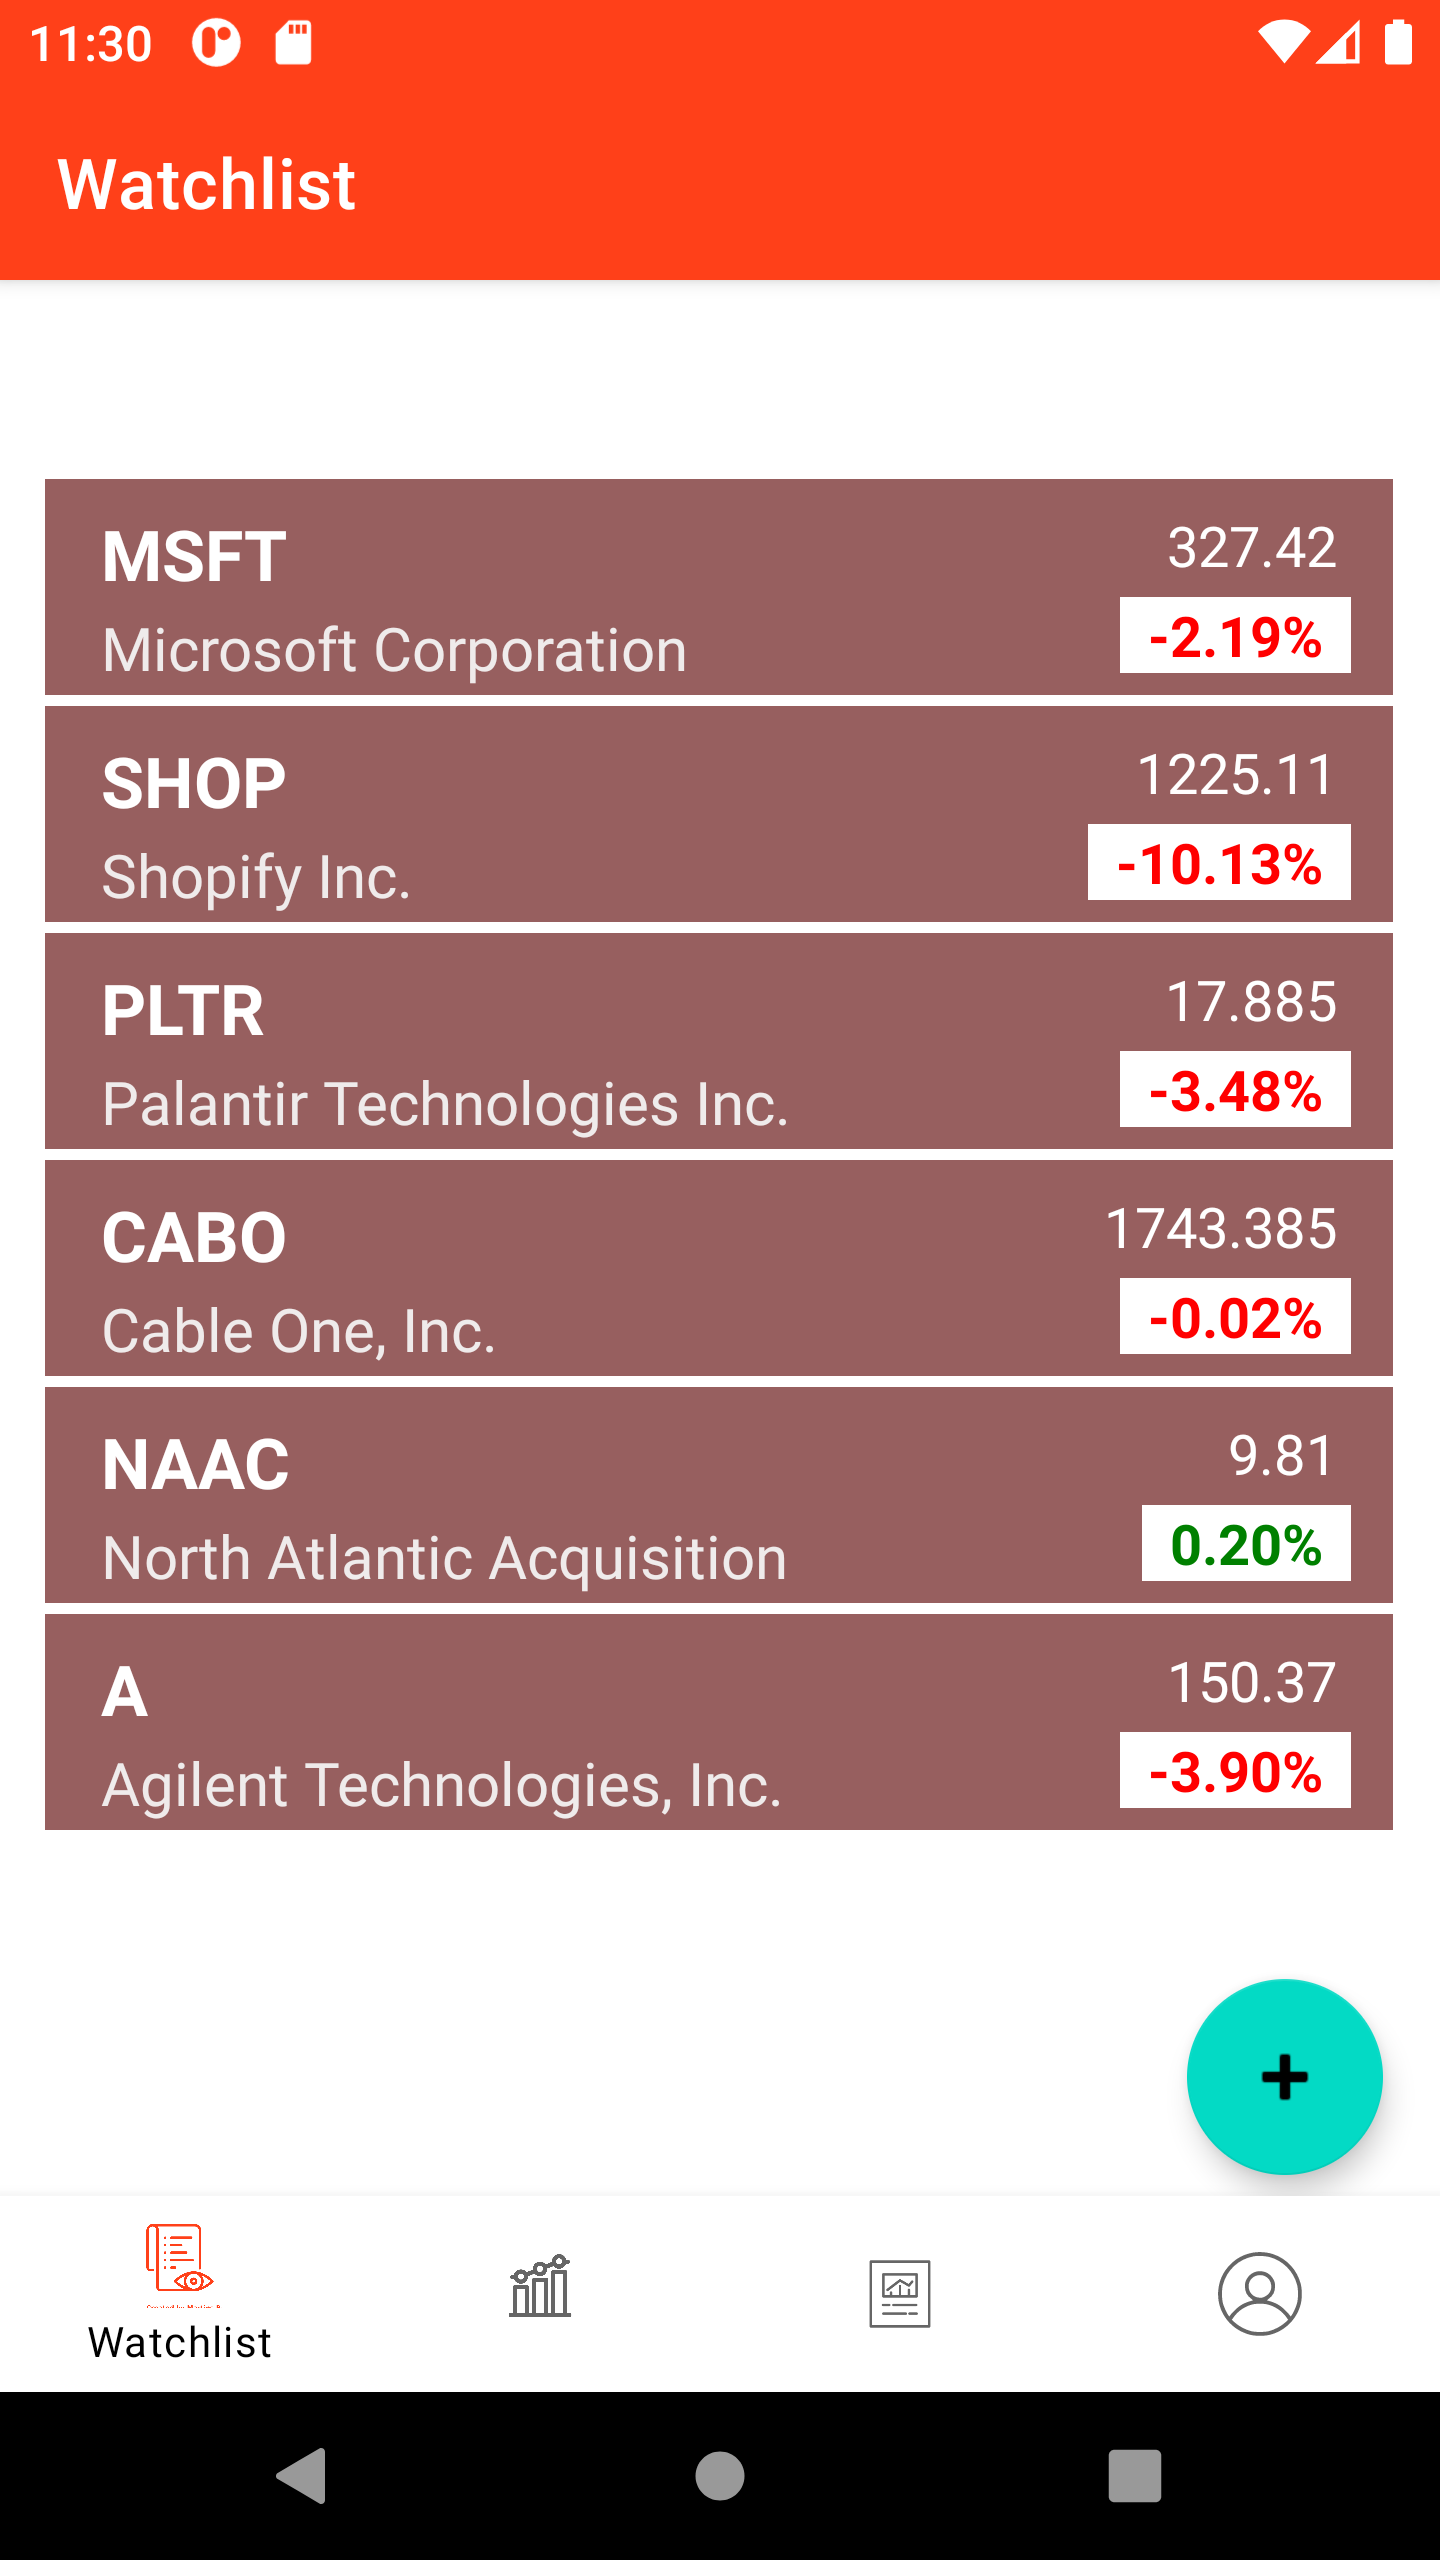 11:30
Watchlist
MSFT
327.42
Microsoft Corporation
-2.19%
SHOP
1225.11
Shopify Inc.
-10.13%
PLTR
17.885
Palantir Technologies Inc.
-3.48%
CABO
1743.385
Cable One, Inc.
-0.02%
NAAC
9.81
North Atlantic Acquisition
0.20%
A
150.37
Agilent Technologies, Inc.
-3.90%
Watchlist